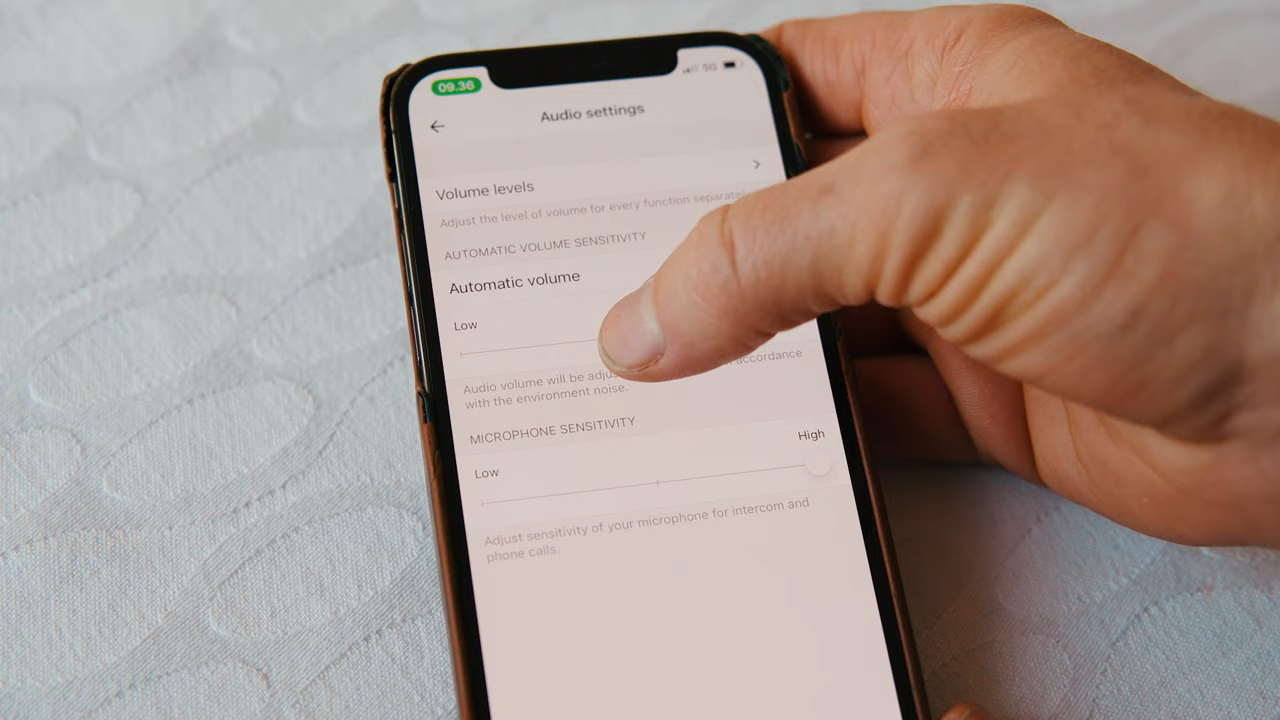 09.36
5G
Audio settings
Volume levels
Adjust the level of volume for every function separately
AUTOMATIC VOLUME SENSITIVITY
Automatic volume
Low
Audio volume will be accordance
with the environment noise.
MICROPHONE SENSITIVITY
High
Low
Adjust sensitivity of your microphone for intercom and
phone calls.